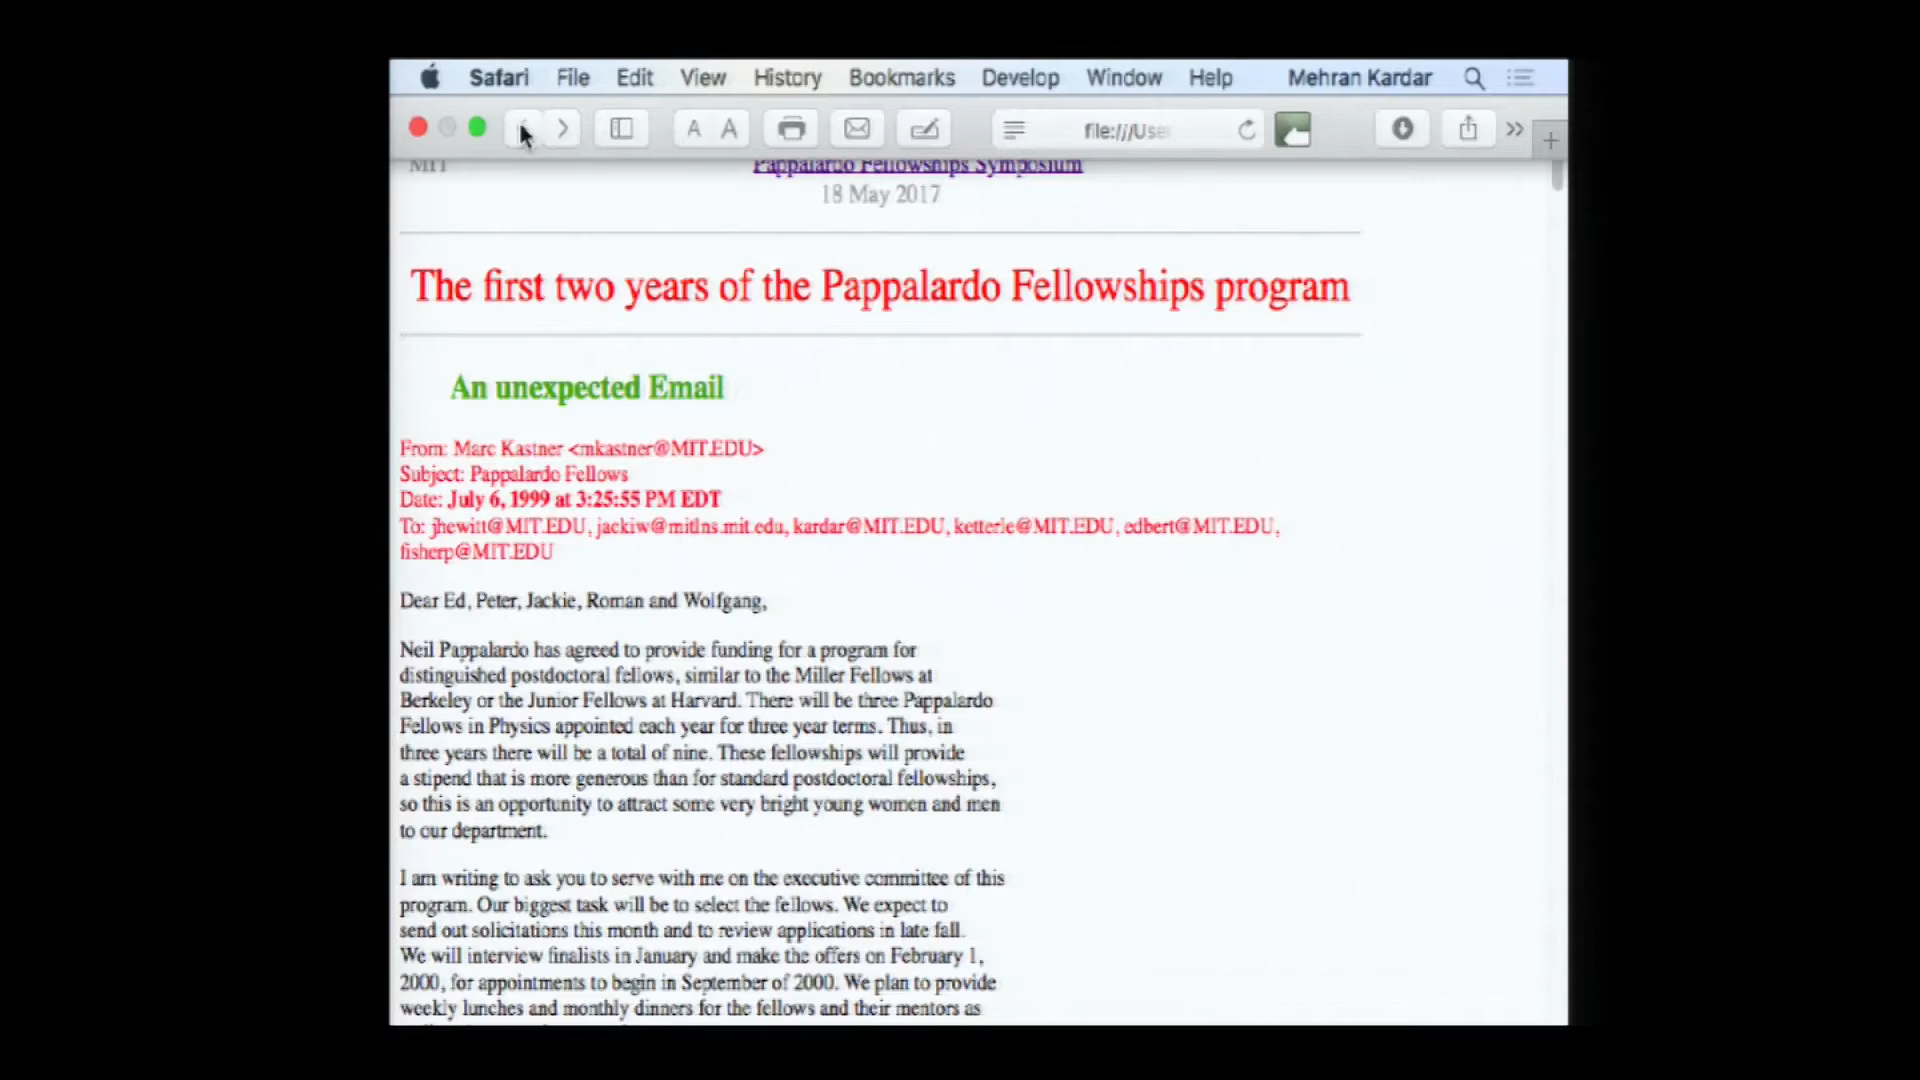 Safari File Edit View History Bookmarks Develop Window Help Mehran Kardar
A A file:///Use
MIT Pappalardo Fellowships Symposium
18 May 2017
The first two years of the Pappalardo Fellowships program
An unexpected Email
From: Marc Kastner <mkastner@MIT.EDU>
Subject: Pappalardo Fellows
Date: July 6, 1999 at 3:25:55 PM EDT
To: jhewitt@MIT.EDU, jackiw@mitlns.mit.edu, kardar@MIT.EDU, ketterle@MIT.EDU, edbert@MIT.EDU,
fisherp@MIT.EDU
Dear Ed, Peter, Jackie, Roman and Wolfgang,
Neil Pappalardo has agreed to provide funding for a program for
distinguished postdoctoral fellows, similar to the Miller Fellows at
Berkeley or the Junior Fellows at Harvard. There will be three Pappalardo
Fellows in Physics appointed each year for three year terms. Thus, in
three years there will be a total of nine. These fellowships will provide
a stipend that is more generous than for standard postdoctoral fellowships,
so this is an opportunity to attract some very bright young women and men
to our department.
I am writing to ask you to serve with me on the executive committee of this
program. Our biggest task will be to select the fellows. We expect to
send out solicitations this month and to review applications in late fall.
We will interview finalists in January and make the offers on February 1,
2000, for appointments to begin in September of 2000. We plan to provide
weekly lunches and monthly dinners for the fellows and their mentors as